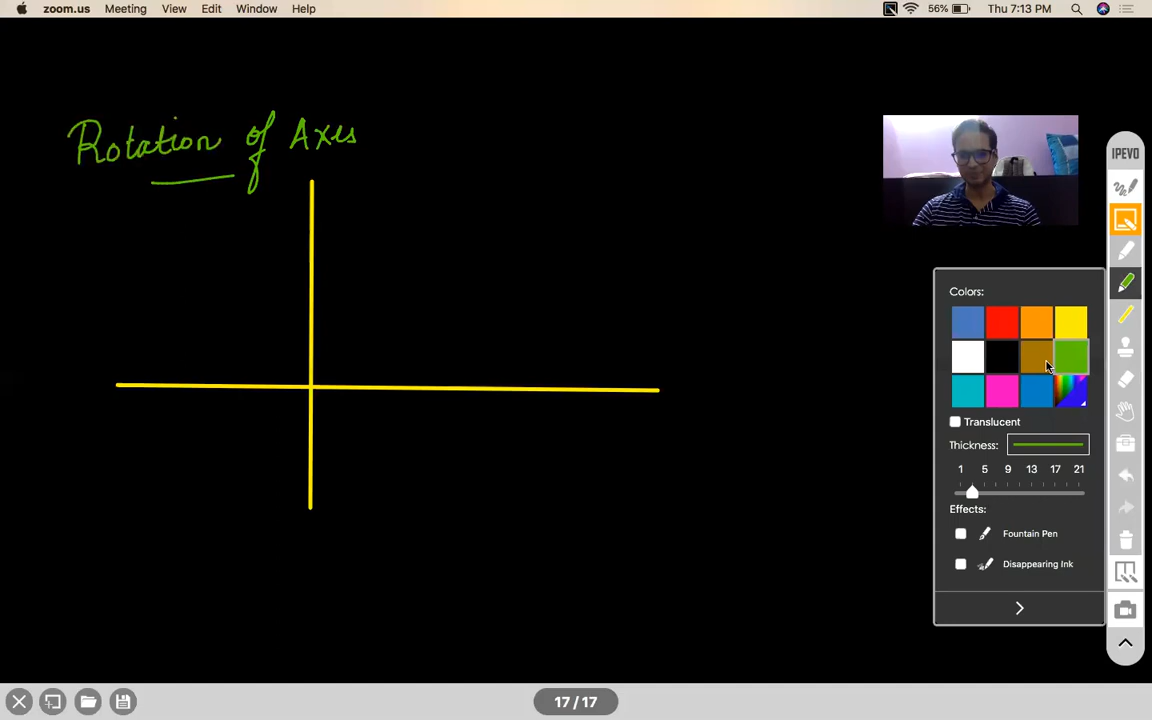 zoom.us Meeting View Edit Window Help 56% Thu 7:13 PM
Rotation of Axes
IPEVO
Colors:
Translucent
Thickness:
1 5 9 13 17 21
Effects:
Fountain Pen
Disappearing Ink
17 / 17